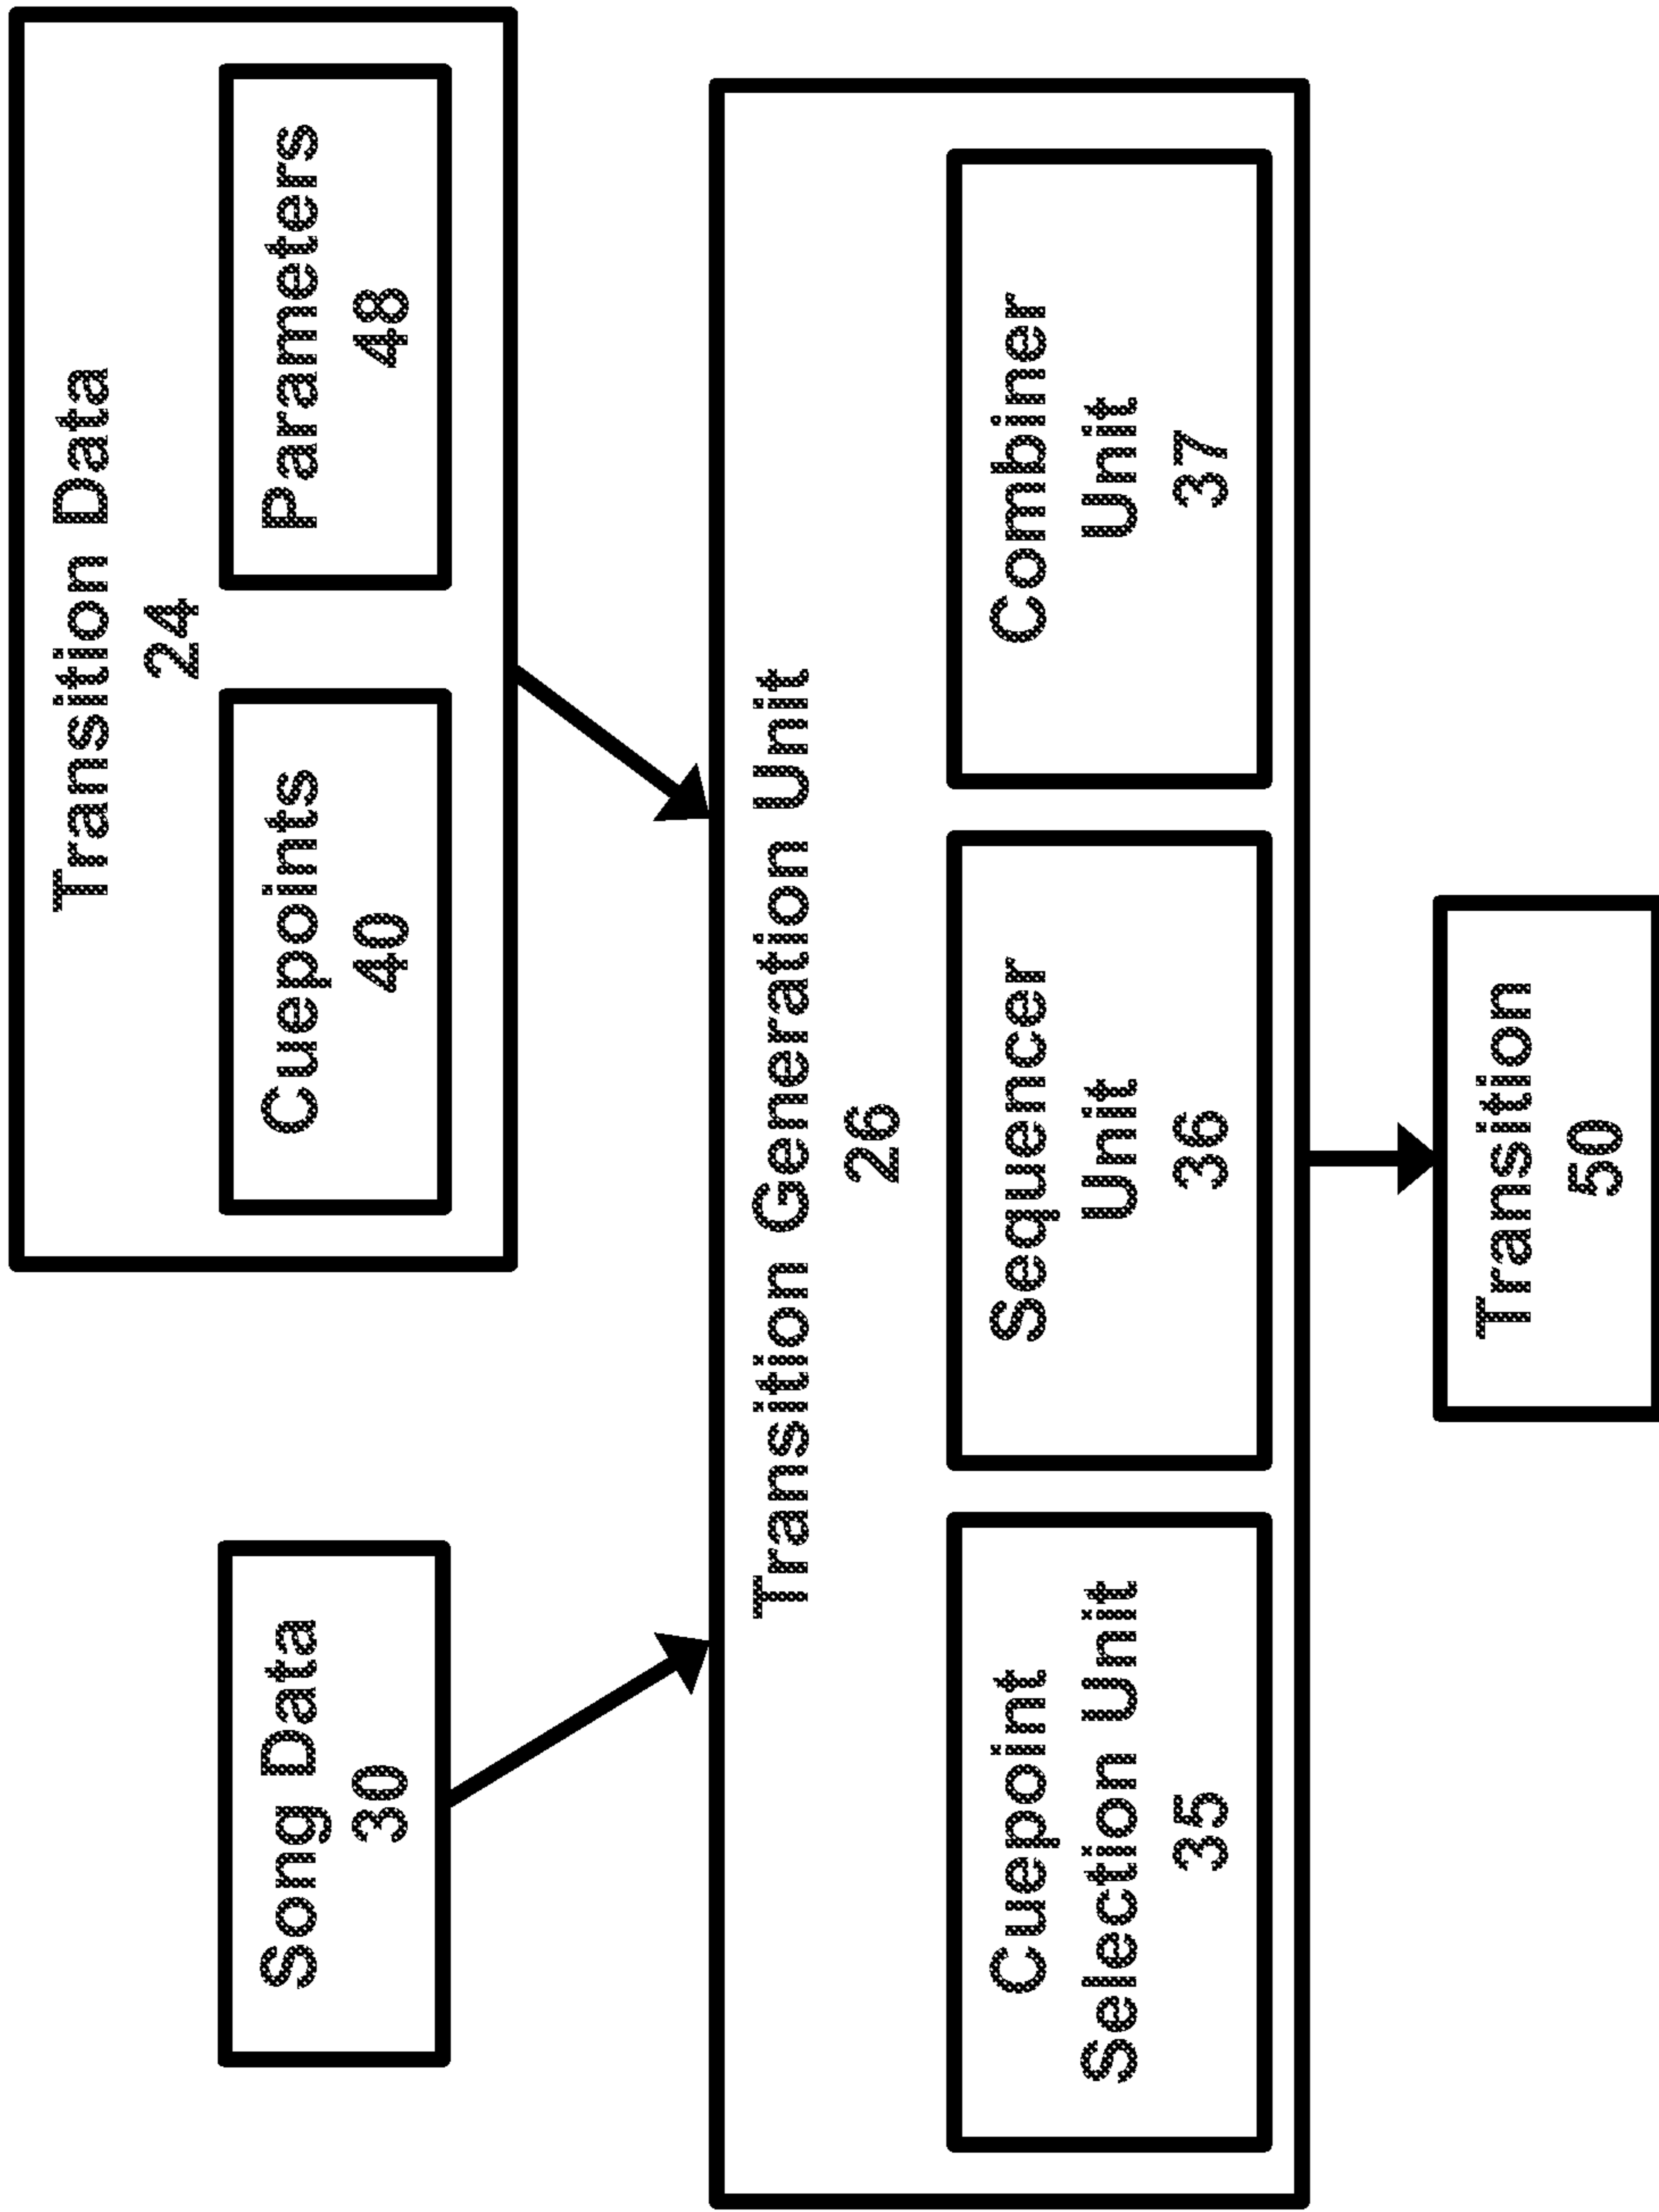 Song Data
30
Transition Data
24
Cuepoints
40
Parameters
48
Transition Generation Unit
26
Cuepoint
Selection Unit
35
Sequencer
Unit
36
Combiner
Unit
37
Transition
50